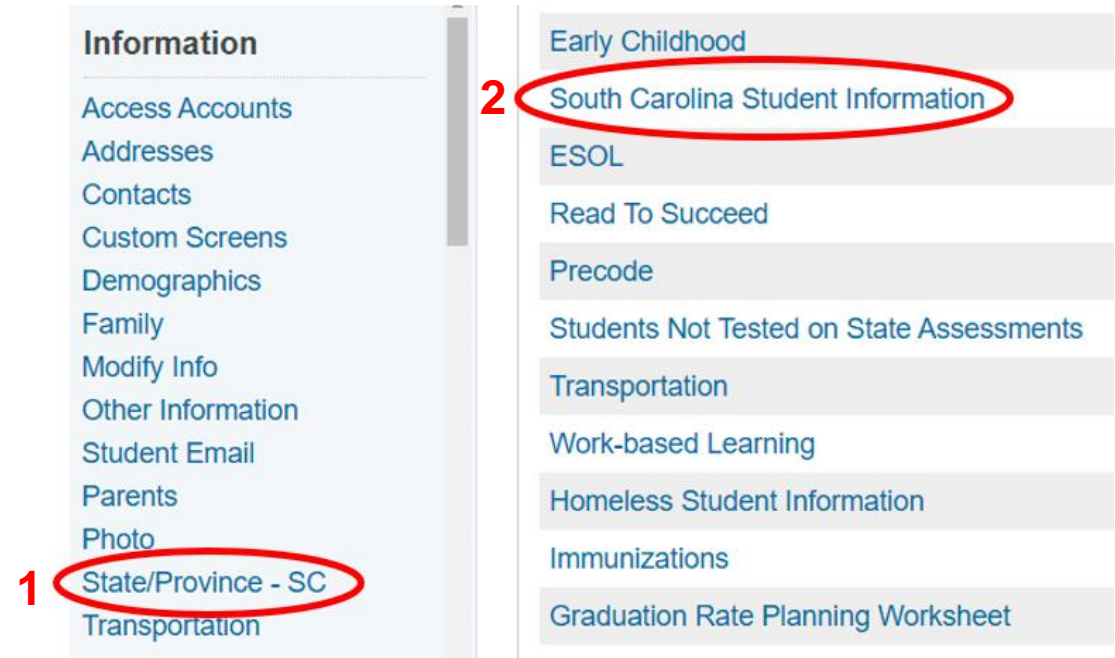 Information
Access Accounts
Addresses
Contacts
Custom Screens
Demographics
Family
Modify Info
Other Information
Student Email
Parents
Photo
1 State/Province - SC
Transportation
Early Childhood
2 South Carolina Student Information
ESOL
Read To Succeed
Precode
Students Not Tested on State Assessments
Transportation
Work-based Learning
Homeless Student Information
Immunizations
Graduation Rate Planning Worksheet